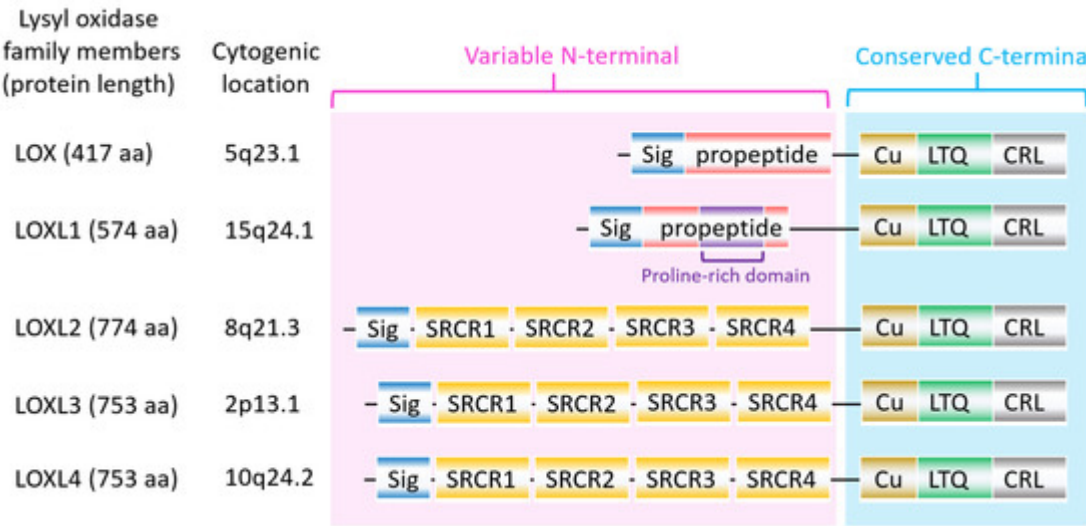 Lysyl oxidase
family members
(protein length)
Cytogenic
location
Variable N-terminal
Conserved C-termina
LOX (417 aa) 5q23.1 Sig propeptide Cu LTQ CRL
LOXL1 (574 aa) 15q24.1 Sig propeptide Cu LTQ CRL
Proline-rich domain
LOXL2 (774 aa) 8q21.3 Sig SRCR1 SRCR2 SRCR3 SRCR4 Cu LTQ CRL
LOXL3 (753 aa) 2p13.1 Sig SRCR1 SRCR2 SRCR3 SRCR4 Cu LTQ CRL
LOXL4 (753 aa) 10q24.2 Sig SRCR1 SRCR2 SRCR3 SRCR4 Cu LTQ CRL